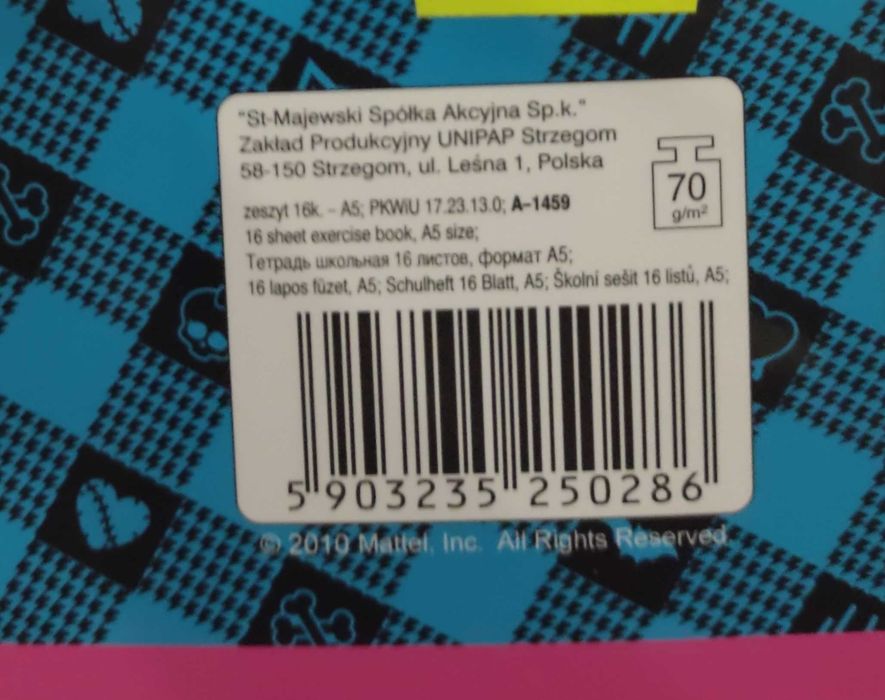 "St-Majewski Spółka Akcyjna Sp.k."
Zakład Produkcyjny UNIPAP Strzegom
58-150 Strzegom, ul. Leśna 1, Polska
70
g/m²
zeszyt 16k. - A5; PKWiU 17.23.13.0; A-1459
16 sheet exercise book, A5 size;
Тетрадь школьная 16 листов, формат А5;
16 lapos füzet, A5; Schulheft 16 Blatt, A5; Školní sešit 16 listů, A5;
5 903235 250286
© 2010 Mattel, Inc. All Rights Reserved.